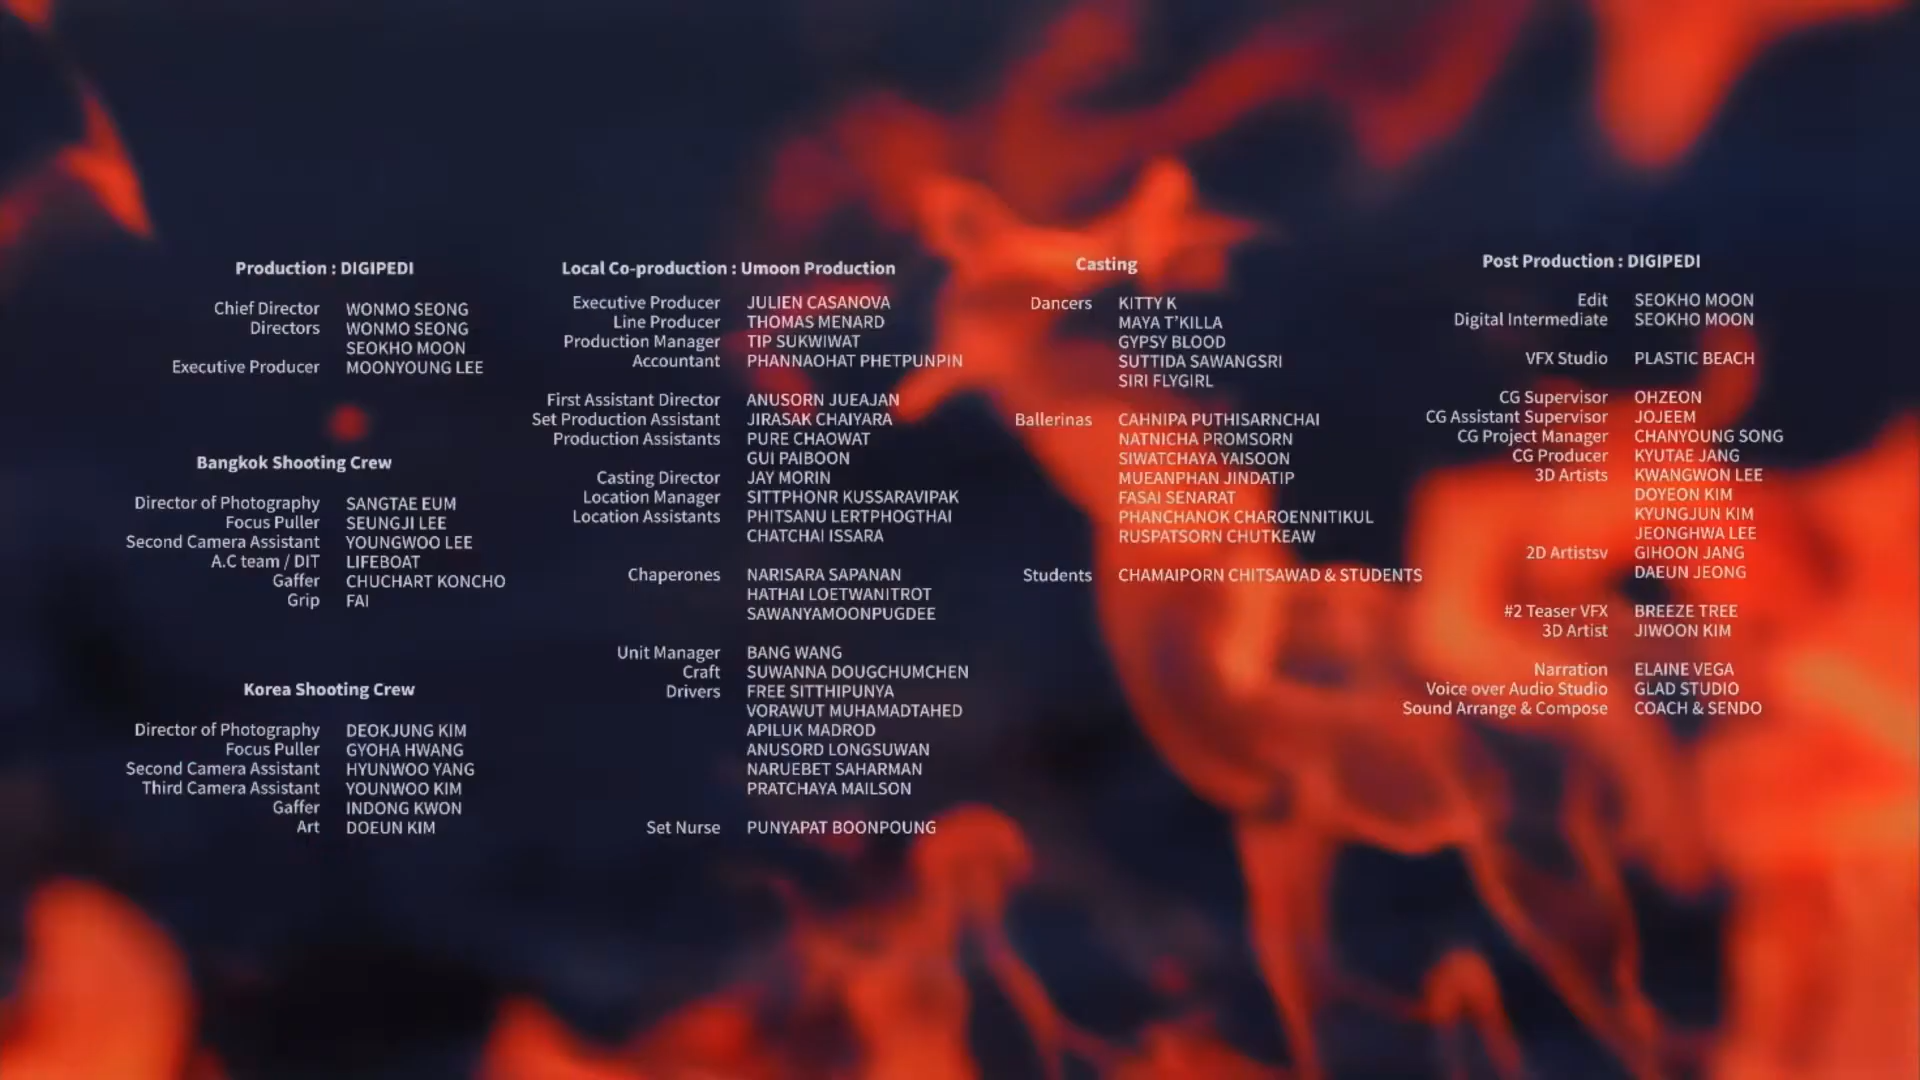 Production : DIGIPEDI
Chief Director WONMO SEONG
Directors WONMO SEONG
SEOKHO MOON
Executive Producer MOONYOUNG LEE
Bangkok Shooting Crew
Director of Photography SANGTAE EUM
Focus Puller SEUNGJI LEE
Second Camera Assistant YOUNGWOO LEE
A.C team / DIT LIFEBOAT
Gaffer CHUCHART KONCHO
Grip FAI
Korea Shooting Crew
Director of Photography DEOKJUNG KIM
Focus Puller GYOHA HWANG
Second Camera Assistant HYUNWOO YANG
Third Camera Assistant YOUNWOO KIM
Gaffer INDONG KWON
Art DOEUN KIM
Local Co-production : Umoon Production
Executive Producer JULIEN CASANOVA
Line Producer THOMAS MENARD
Production Manager TIP SUKWIWAT
Accountant PHANNAOHAT PHETPUNPIN
First Assistant Director ANUSORN JUEAJAN
Set Production Assistant JIRASAK CHAIYARA
Production Assistants PURE CHAOWAT
GUI PAIBOON
Casting Director JAY MORIN
Location Manager SITTPHONR KUSSARAVIPAK
Location Assistants PHITSANU LERTPHOGTHAI
CHATCHAI ISSARA
Chaperones NARISARA SAPANAN
HATHAI LOETWANITROT
SAWANYAMOONPUGDEE
Unit Manager BANG WANG
Craft SUWANNA DOUGCHUMCHEN
Drivers FREE SITTHIPUNYA
VORAWUT MUHAMADTAHED
APILUK MADROD
ANUSORD LONGSUWAN
NARUEBET SAHARMAN
PRATCHAYA MAILSON
Set Nurse PUNYAPAT BOONPOUNG
Casting
Dancers KITTY K
MAYA T'KILLA
GYPSY BLOOD
SUTTIDA SAWANGSRI
SIRI FLYGIRL
Ballerinas CAHNIPA PUTHISARNCHAI
NATNICHA PROMSORN
SIWATCHAYA YAISOON
MUEANPHAN JINDATIP
FASAI SENARAT
PHANCHANOK CHAROENNITIKUL
RUSPATSORN CHUTKEAW
Students CHAMAIPORN CHITSAWAD & STUDENTS
Post Production : DIGIPEDI
Edit SEOKHO MOON
Digital Intermediate SEOKHO MOON
VFX Studio PLASTIC BEACH
CG Supervisor OHZEON
CG Assistant Supervisor JOJEEM
CG Project Manager CHANYOUNG SONG
CG Producer KYUTAE JANG
3D Artists KWANGWON LEE
DOYEON KIM
KYUNGJUN KIM
JEONGHWA LEE
2D Artistsv GIHOON JANG
DAEUN JEONG
#2 Teaser VFX BREEZE TREE
3D Artist JIWOON KIM
Narration ELAINE VEGA
Voice over Audio Studio GLAD STUDIO
Sound Arrange & Compose COACH & SENDO